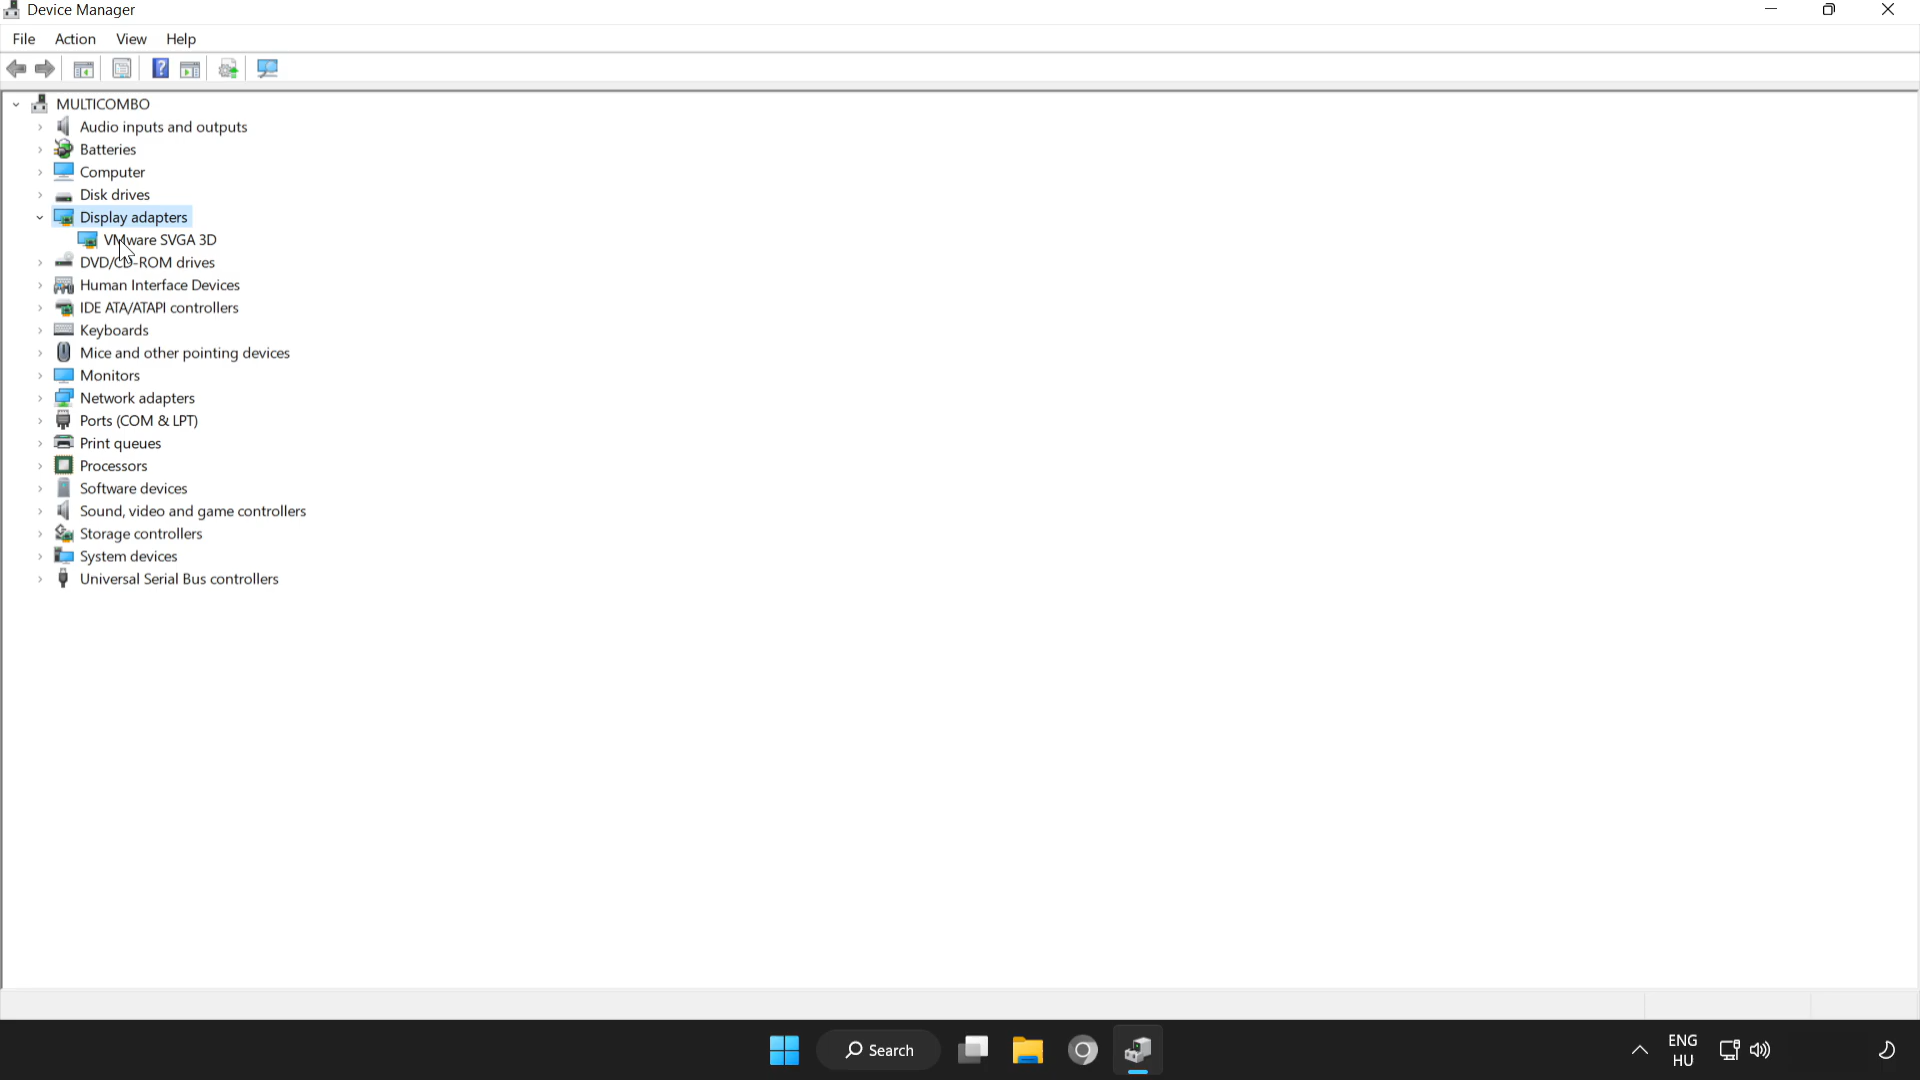 Device Manager
File Action View Help
MULTICOMBO
Audio inputs and outputs
Batteries
Computer
Disk drives
Display adapters
VMware SVGA 3D
DVD/CD-ROM drives
Human Interface Devices
IDE ATA/ATAPI controllers
Keyboards
Mice and other pointing devices
Monitors
Network adapters
Ports (COM & LPT)
Print queues
Processors
Software devices
Sound, video and game controllers
Storage controllers
System devices
Universal Serial Bus controllers
Search
ENG
HU